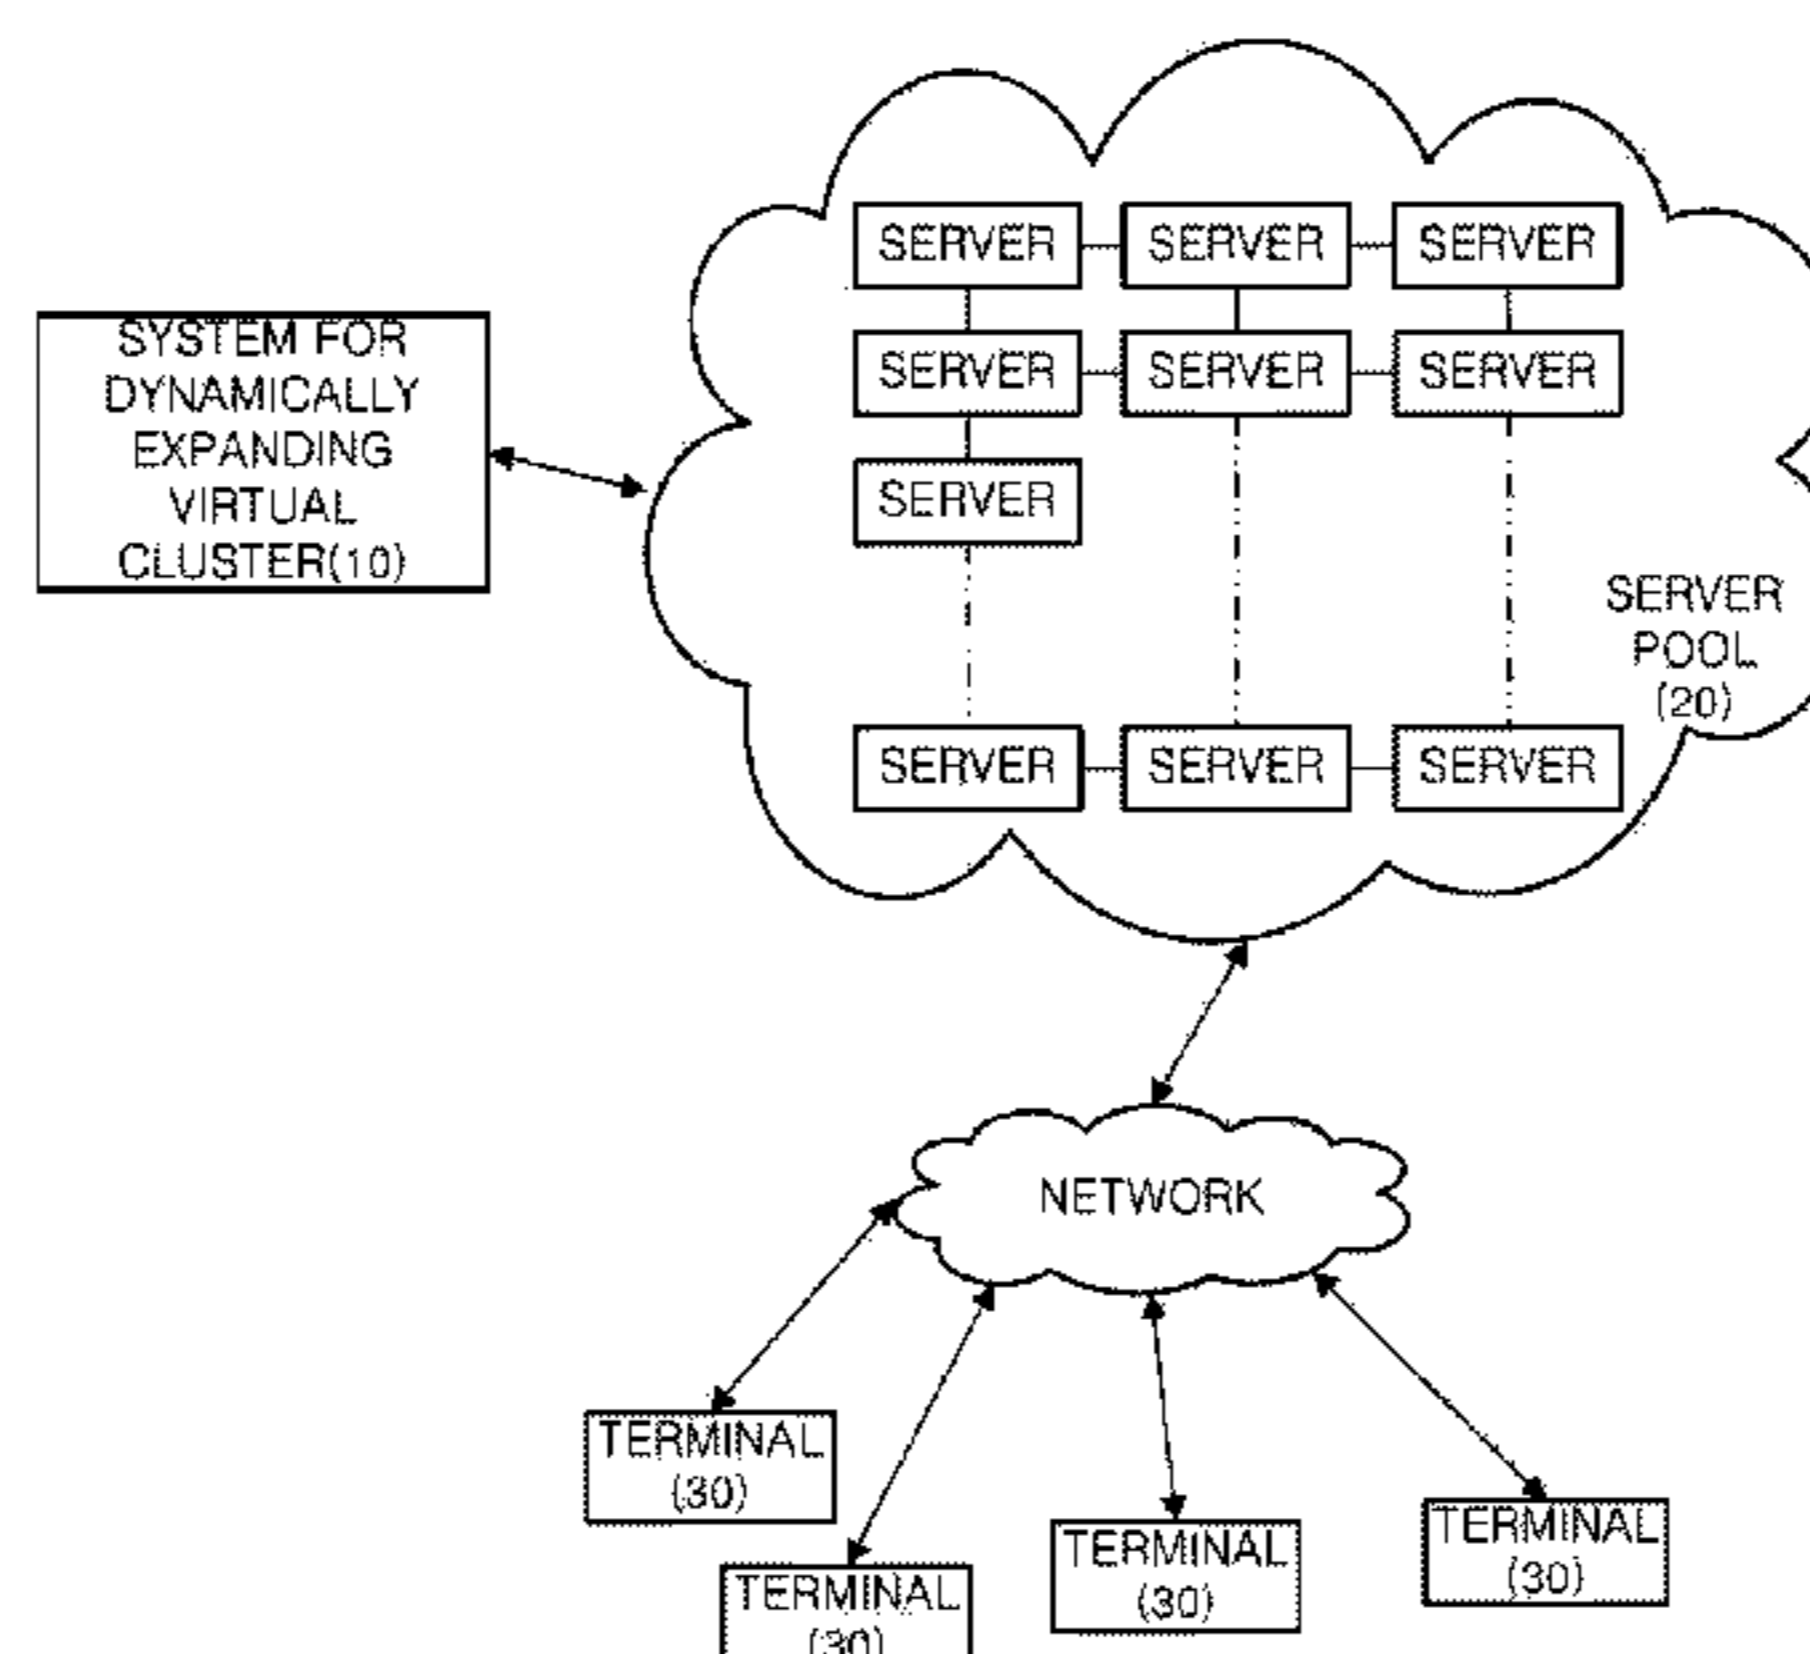 SERVER SERVER SERVER
SYSTEM FOR
DYNAMICALLY
EXPANDING
VIRTUAL
CLUSTER(10)
SERVER SERVER SERVER
SERVER
SERVER
POOL
(20)
SERVER SERVER SERVER
NETWORK
TERMINAL
(30)
TERMINAL
(30)
TERMINAL
(30)
TERMINAL
(30)